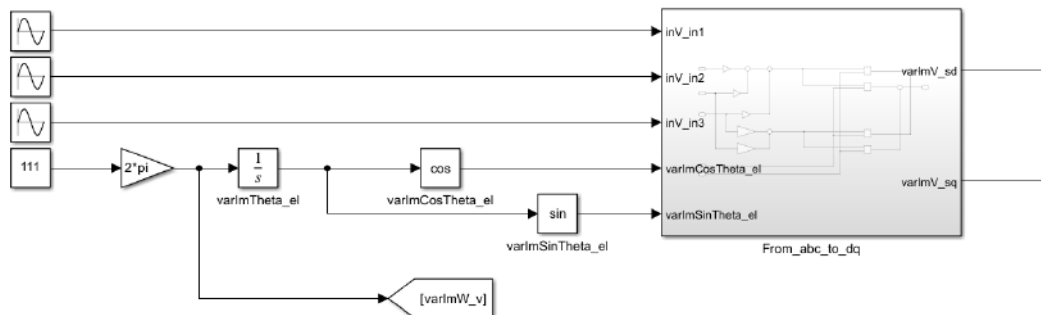 inV_in1
varImV_sd
inV_in2
inV_in3
111
2*pi
1
s
cos
varImCosTheta_el
varImV_sq
varImTheta_el
varImCosTheta_el
sin
varImSinTheta_el
varImSinTheta_el
From_abc_to_dq
[varImW_v]